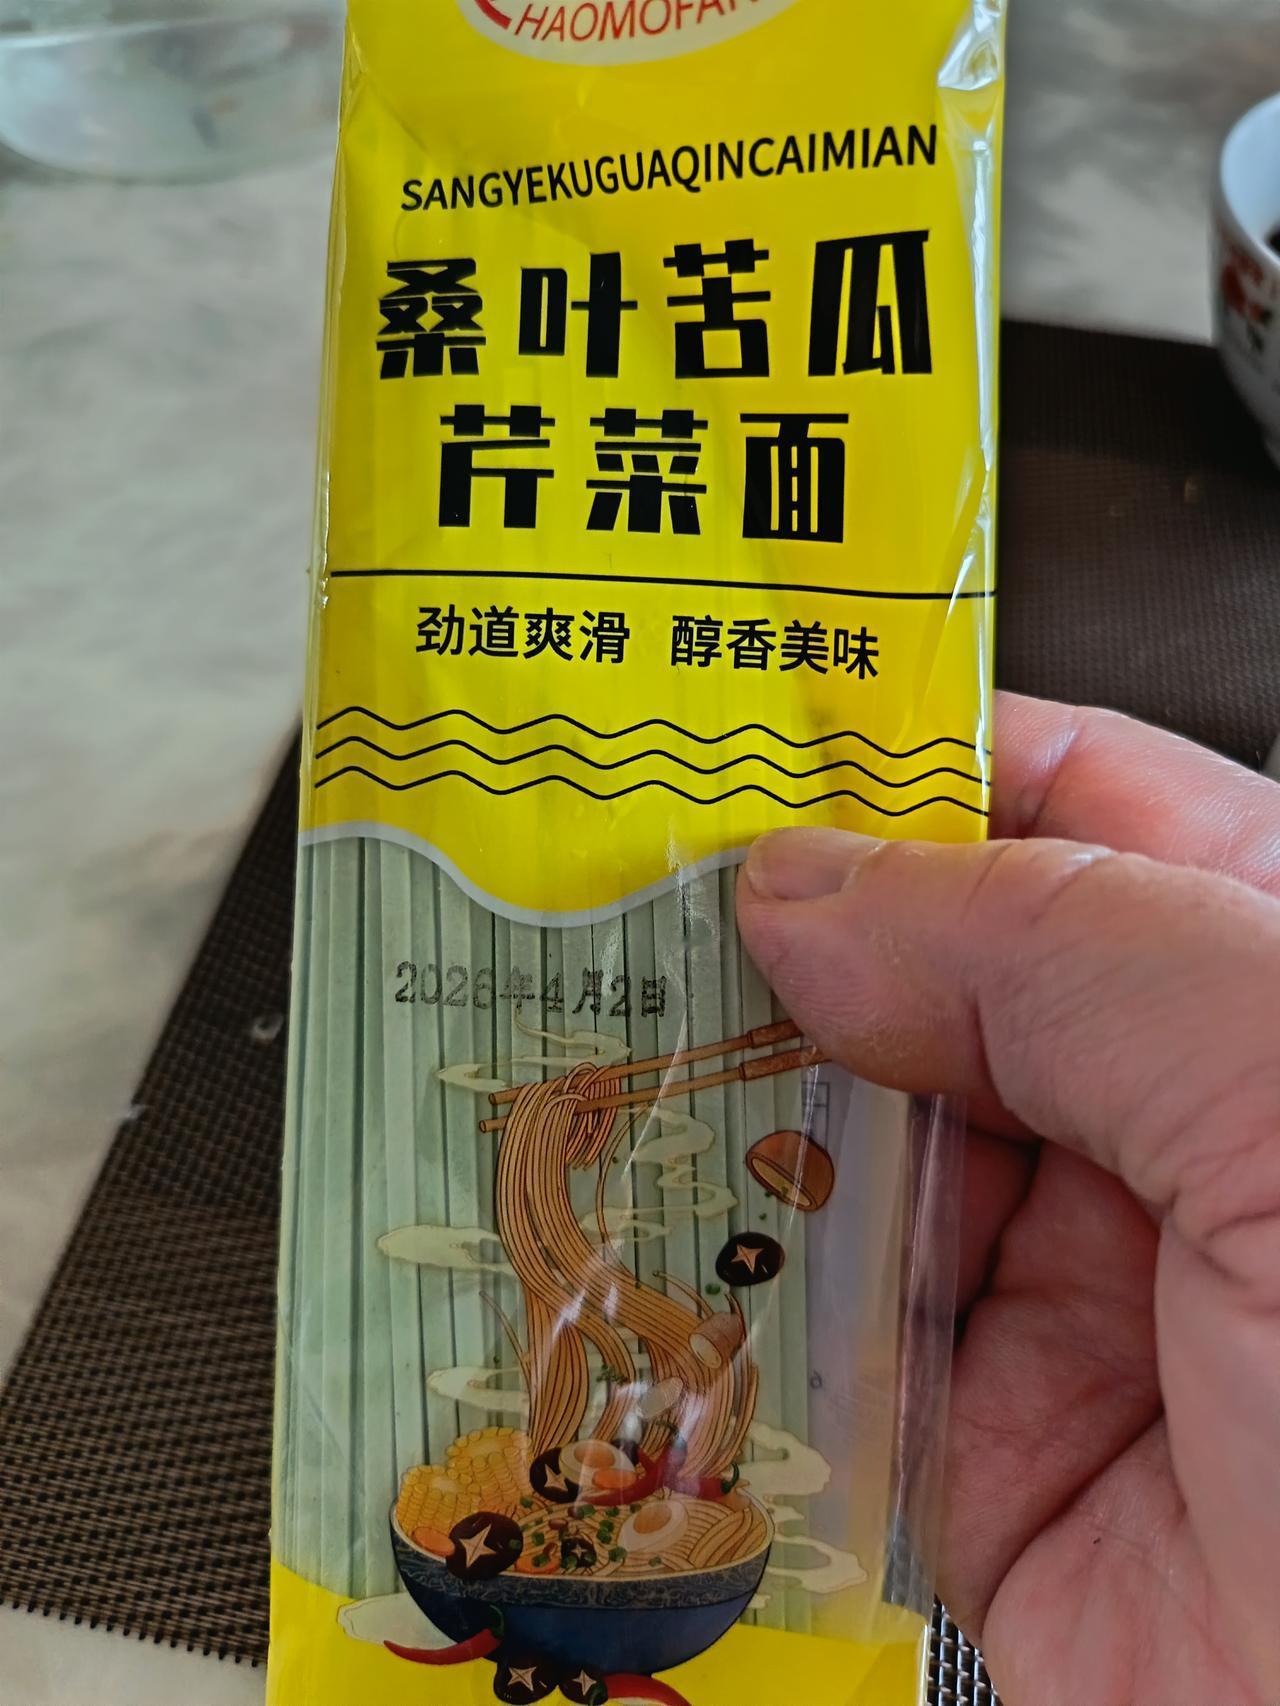 HAOMOFAN
SANGYEKUGUAQINCAIMIAN
桑叶苦瓜
芹菜面
劲道爽滑 醇香美味
2026年4月2日